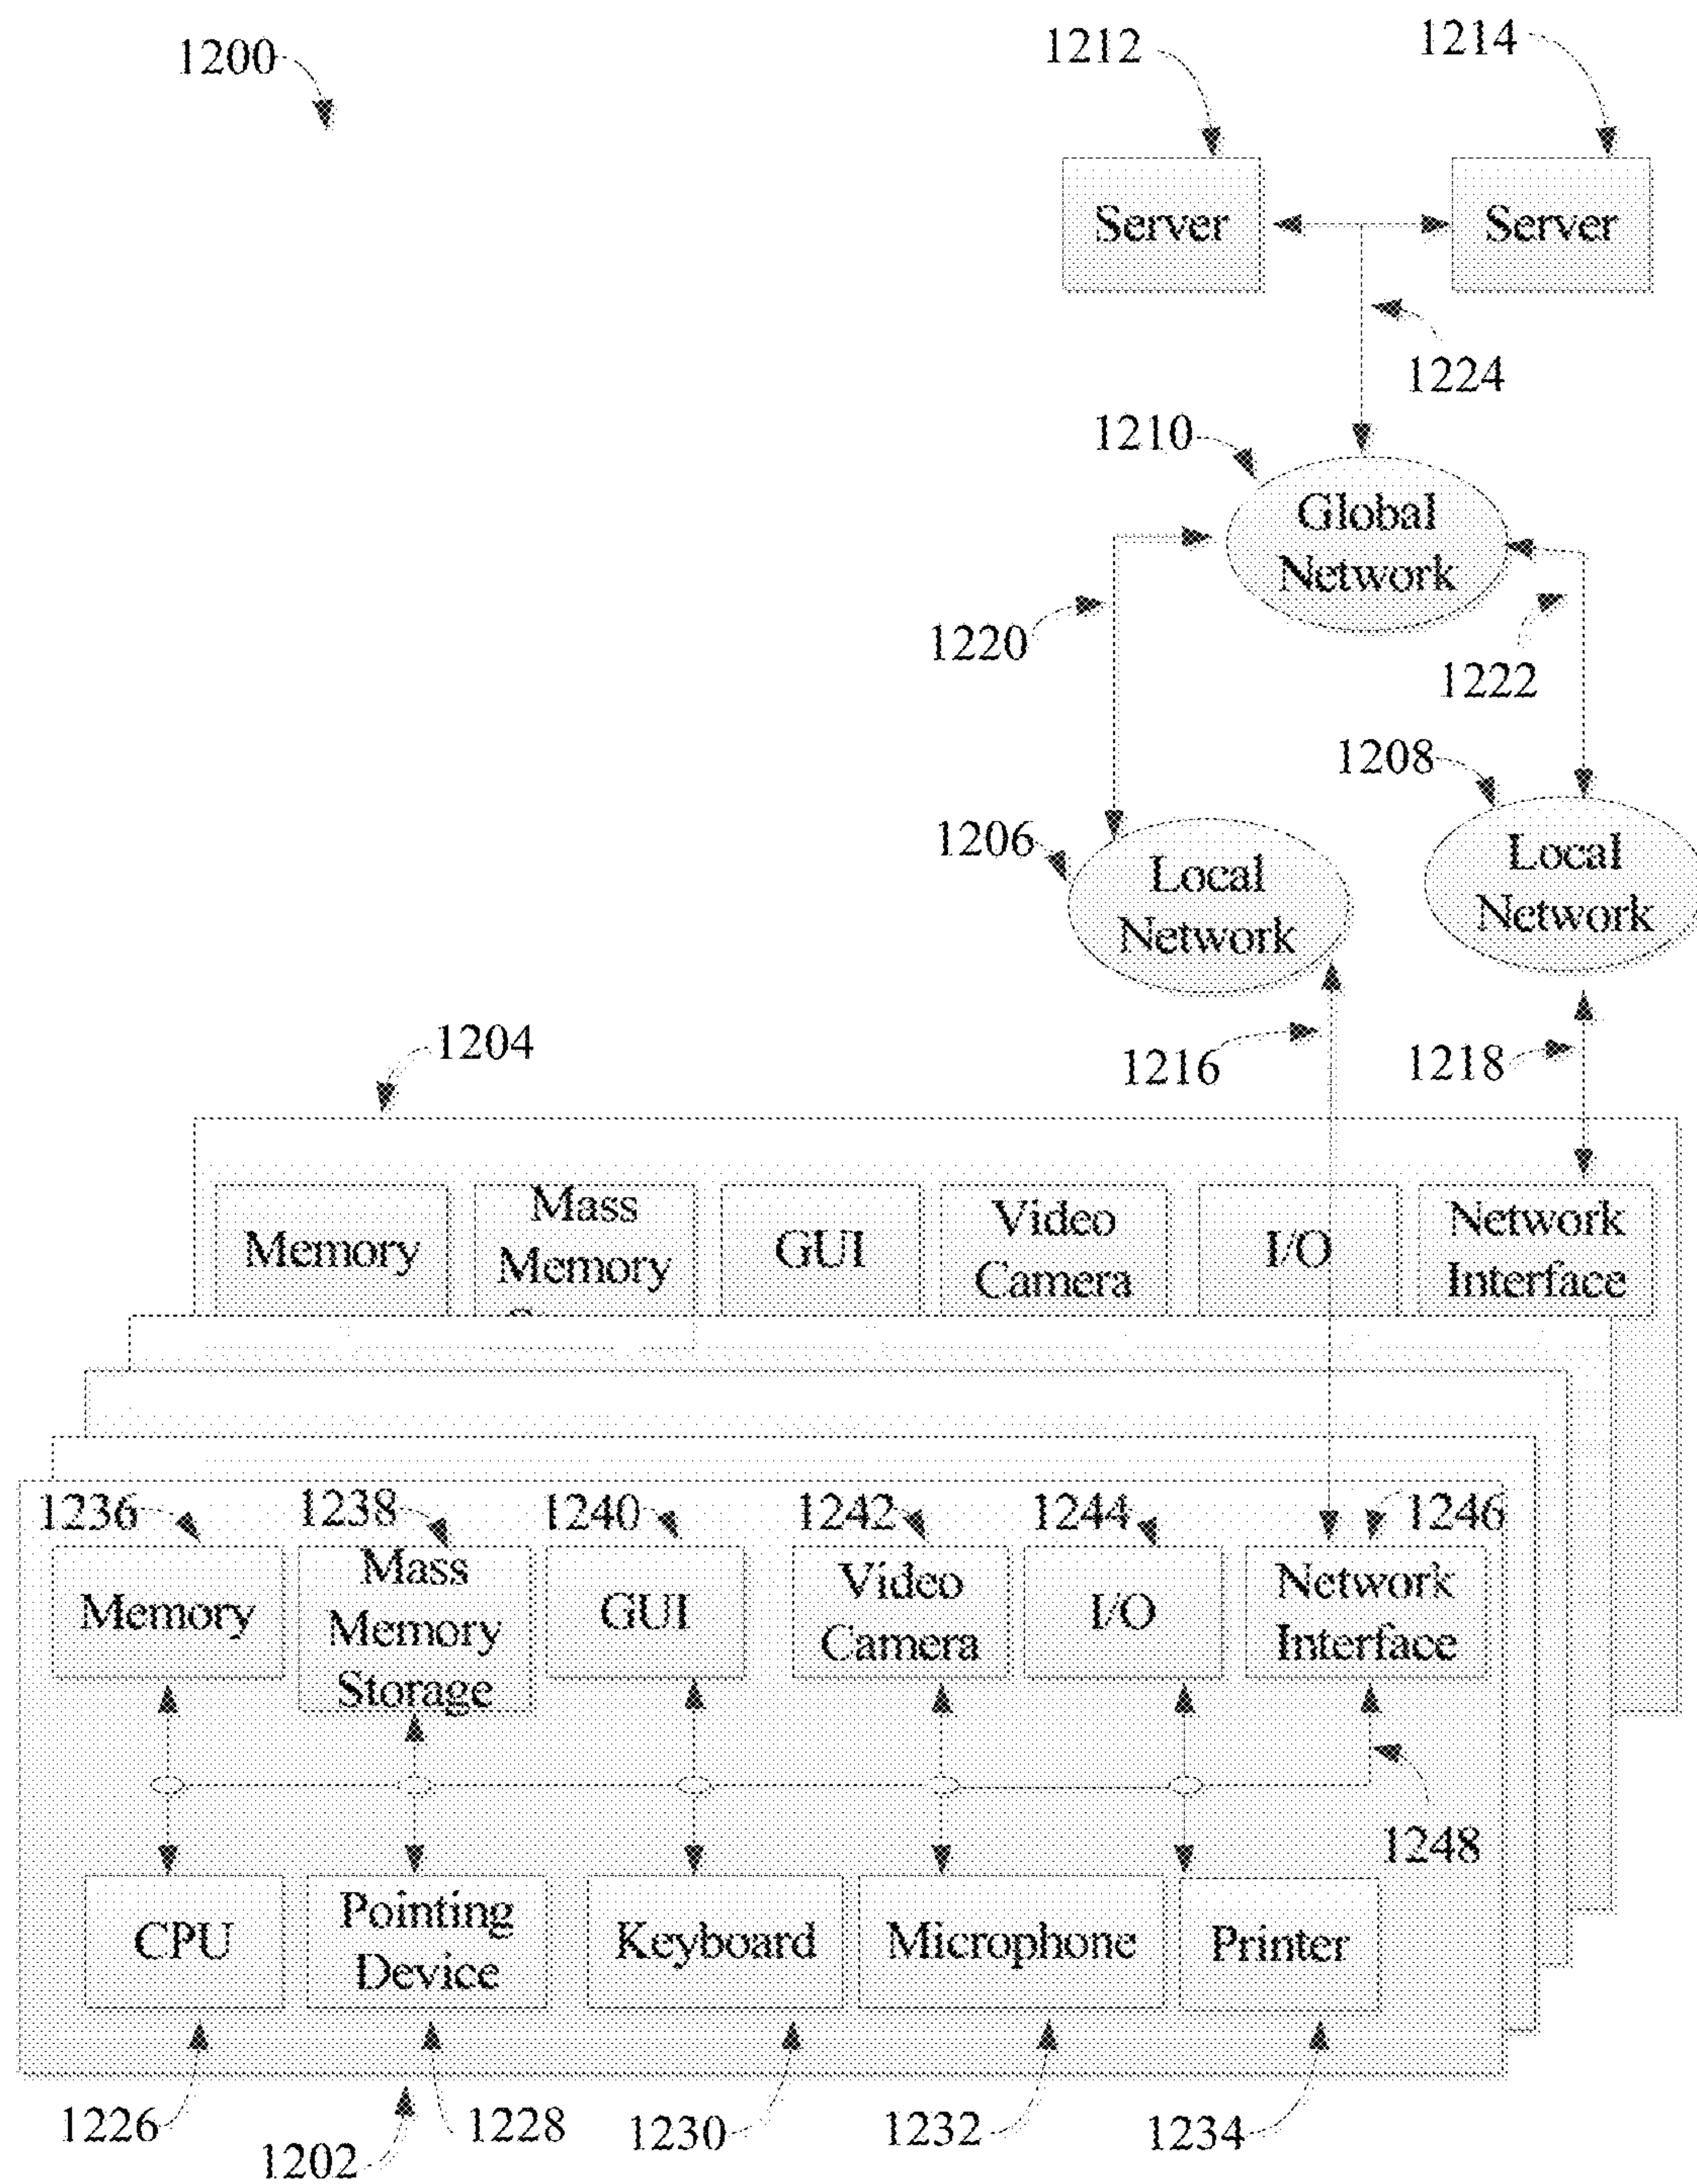 1200
1212
1214
Server
Server
1224
1210
Global
Network
1220
1222
1208
1206
Local
Network
Local
Network
1204
1216
1218
Memory
Mass
Memory
GUI
Video
Camera
I/O
Network
Interface
1236
1238
1240
1242
1244
1246
Memory
Mass
Memory
Storage
GUI
Video
Camera
I/O
Network
Interface
1248
CPU
Pointing
Device
Keyboard
Microphone
Printer
1226
1202
1228
1230
1232
1234